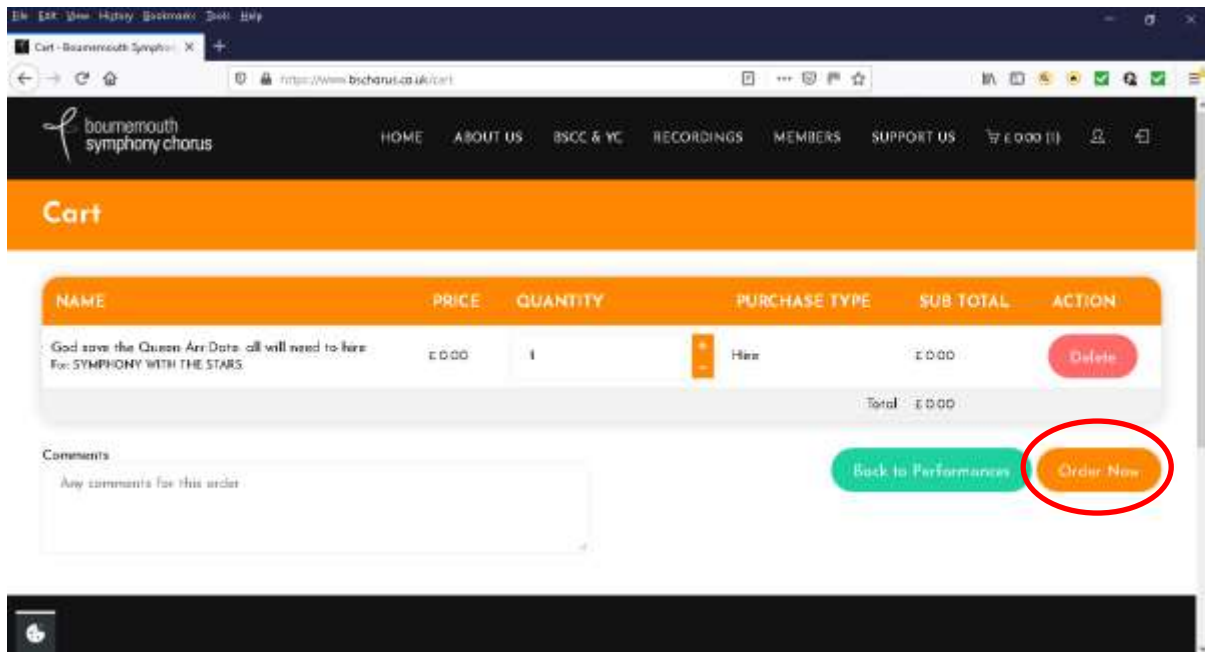 File Edit View History Bookmarks Tools Help
Cart - Bournemouth Symphon
https://www.bschorus.co.uk/cart
bournemouth
symphony chorus
HOME ABOUT US BSCC & YC RECORDINGS MEMBERS SUPPORT US £ 0.00 (1)
Cart
NAME PRICE QUANTITY PURCHASE TYPE SUB TOTAL ACTION
God save the Queen Arr Date all will need to hire £ 0.00 1 + - Hire £ 0.00 Delete
For: SYMPHONY WITH THE STARS
Total £ 0.00
Comments
Any comments for this order
Back to Performances Order Now